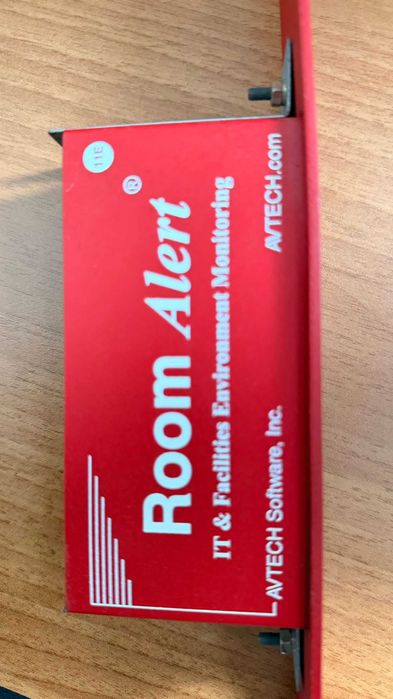 11E
Room Alert®
IT & Facilities Environment Monitoring
AVTECH Software, Inc. AVTECH.com